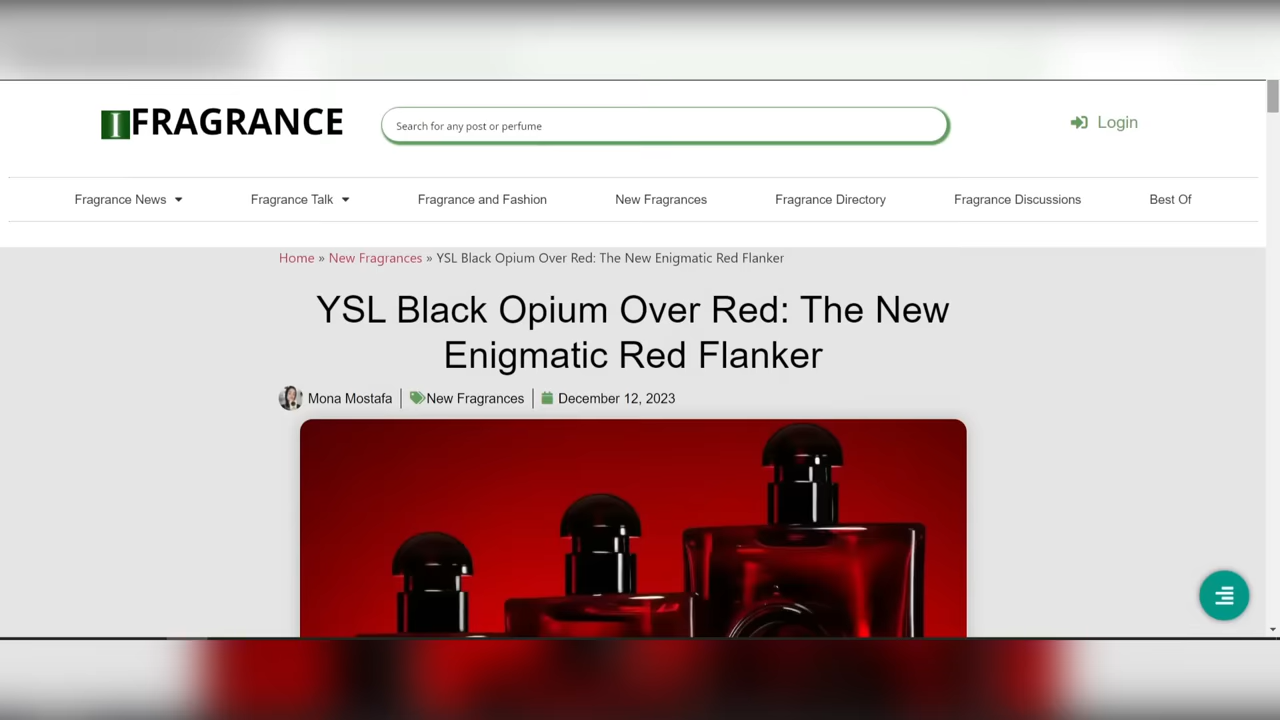 IFRAGRANCE
Search for any post or perfume
Login
Fragrance News
Fragrance Talk
Fragrance and Fashion
New Fragrances
Fragrance Directory
Fragrance Discussions
Best Of
Home » New Fragrances » YSL Black Opium Over Red: The New Enigmatic Red Flanker
YSL Black Opium Over Red: The New
Enigmatic Red Flanker
Mona Mostafa
New Fragrances
December 12, 2023